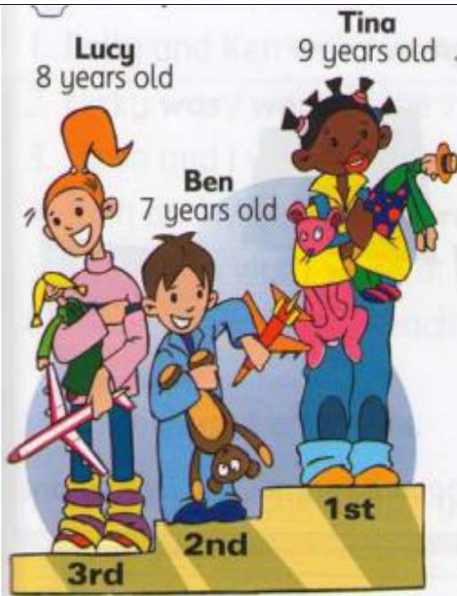 Lucy
8 years old
Ben
7 years old
Tina
9 years old
3rd
2nd
1st